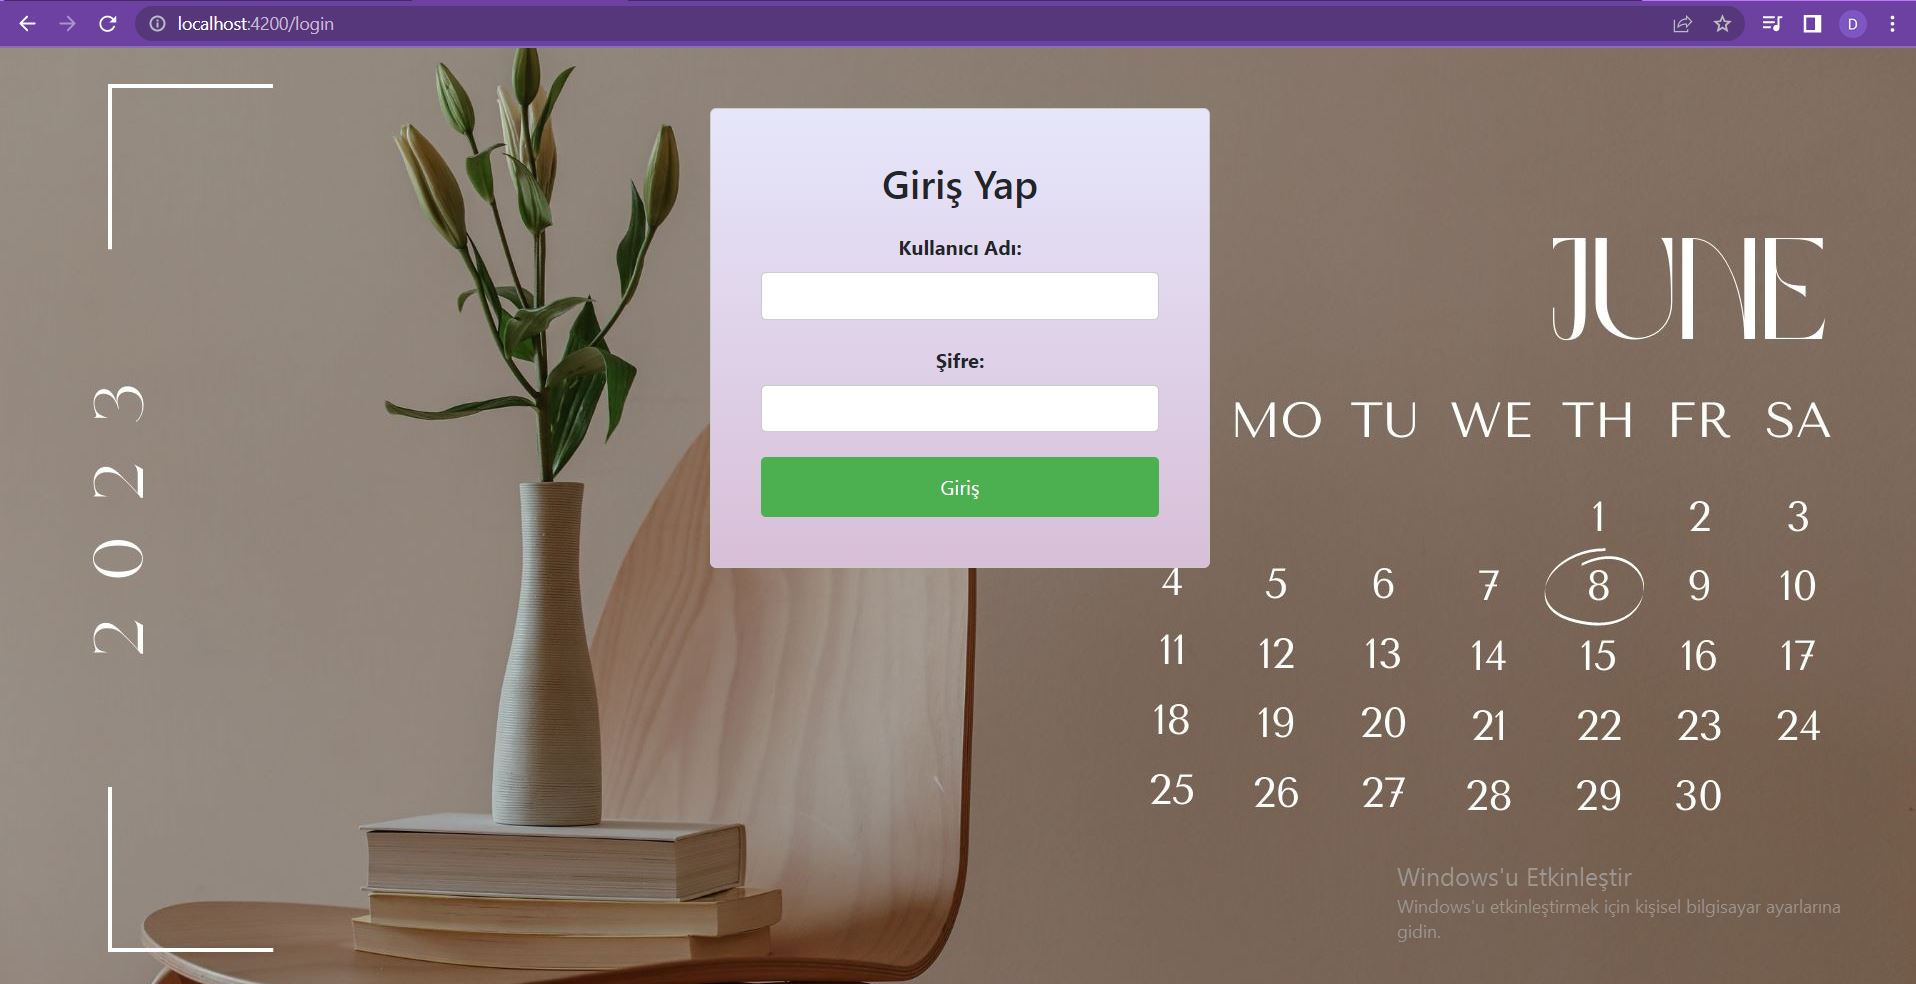 localhost:4200/login
D
Giriş Yap
Kullanıcı Adı:
Şifre:
Giriş
2023
JUNE
MO TU WE TH FR SA
1 2 3
4 5 6 7 8 9 10
11 12 13 14 15 16 17
18 19 20 21 22 23 24
25 26 27 28 29 30
Windows'u Etkinleştir
Windows'u etkinleştirmek için kişisel bilgisayar ayarlarına
gidin.